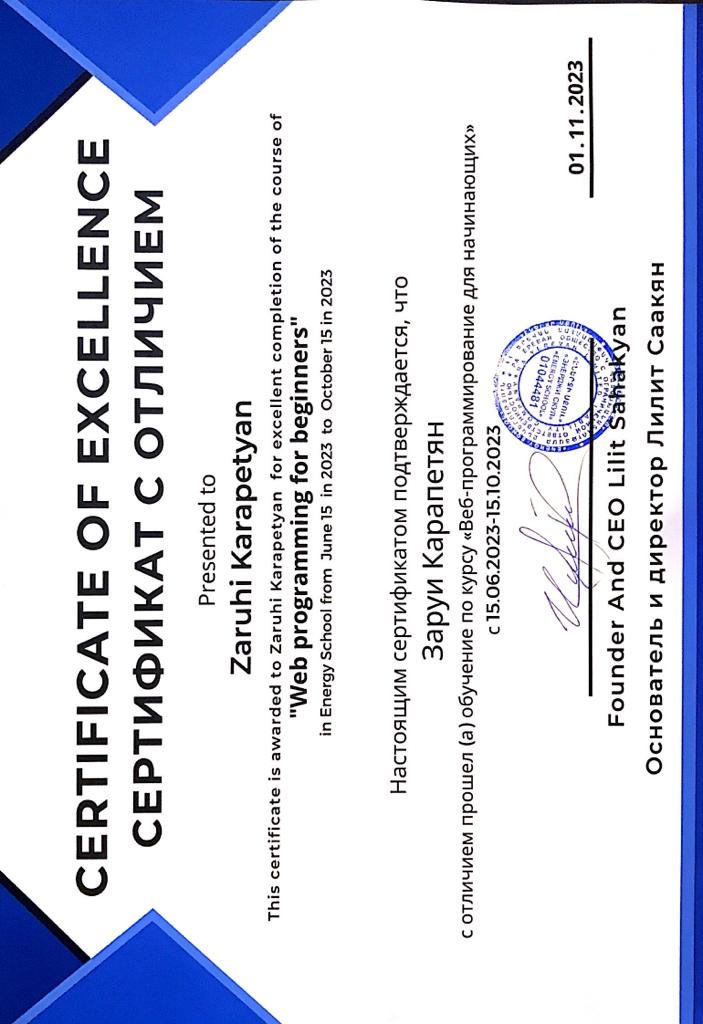 CERTIFICATE OF EXCELLENCE
СЕРТИФИКАТ С ОТЛИЧИЕМ
Presented to
Zaruhi Karapetyan
This certificate is awarded to Zaruhi Karapetyan for excellent completion of the course of
"Web programming for beginners"
in Energy School from June 15 in 2023 to October 15 in 2023
Настоящим сертификатом подтверждается, что
Заруи Карапетян
с отличием прошел (а) обучение по курсу «Веб-программирование для начинающих»
с 15.06.2023-15.10.2023
«ЭНЕРДЖИ СКУЛ»
«ENERGY SCHOOL»
01044481
01.11.2023
Founder And CEO Lilit Sahakyan
Основатель и директор Лилит Саакян